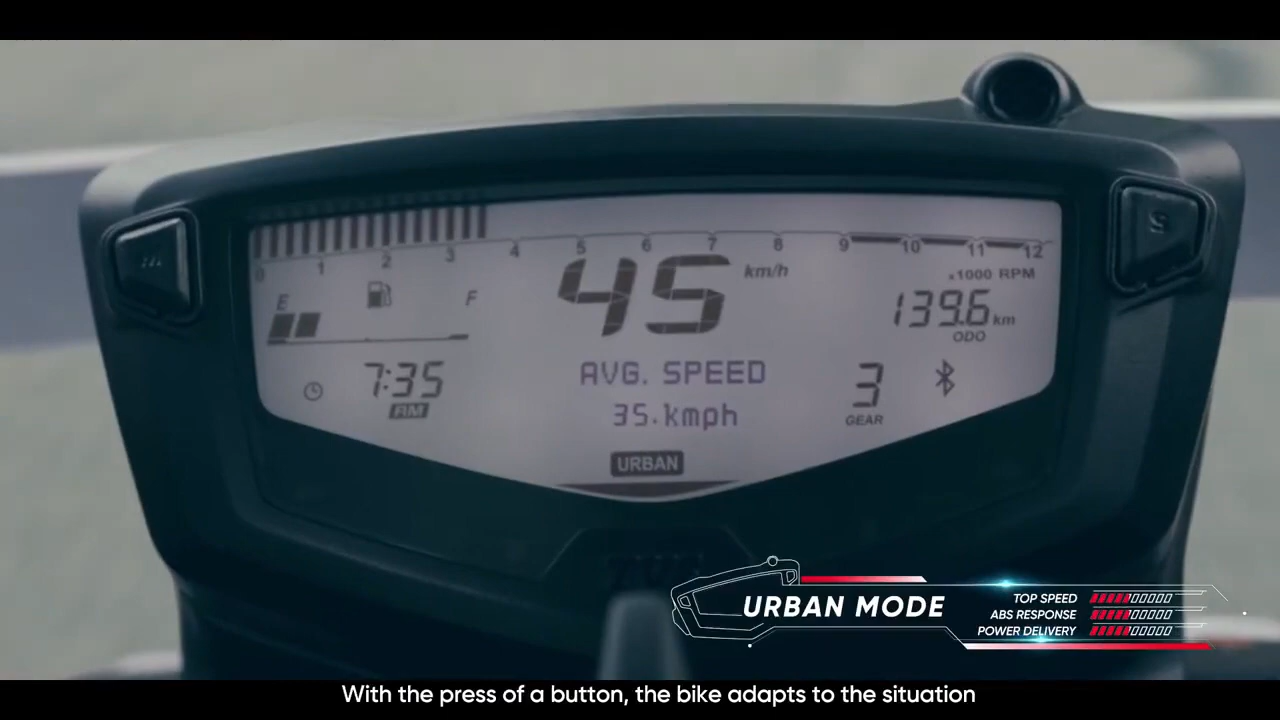 0 1 2 3 4 5 6 7 8 9 10 11 12
x1000 RPM
E F
45 km/h
139.6 km
ODO
7:35
AM
AVG. SPEED
35.kmph
3
GEAR
URBAN
S
URBAN MODE
TOP SPEED
ABS RESPONSE
POWER DELIVERY
With the press of a button, the bike adapts to the situation